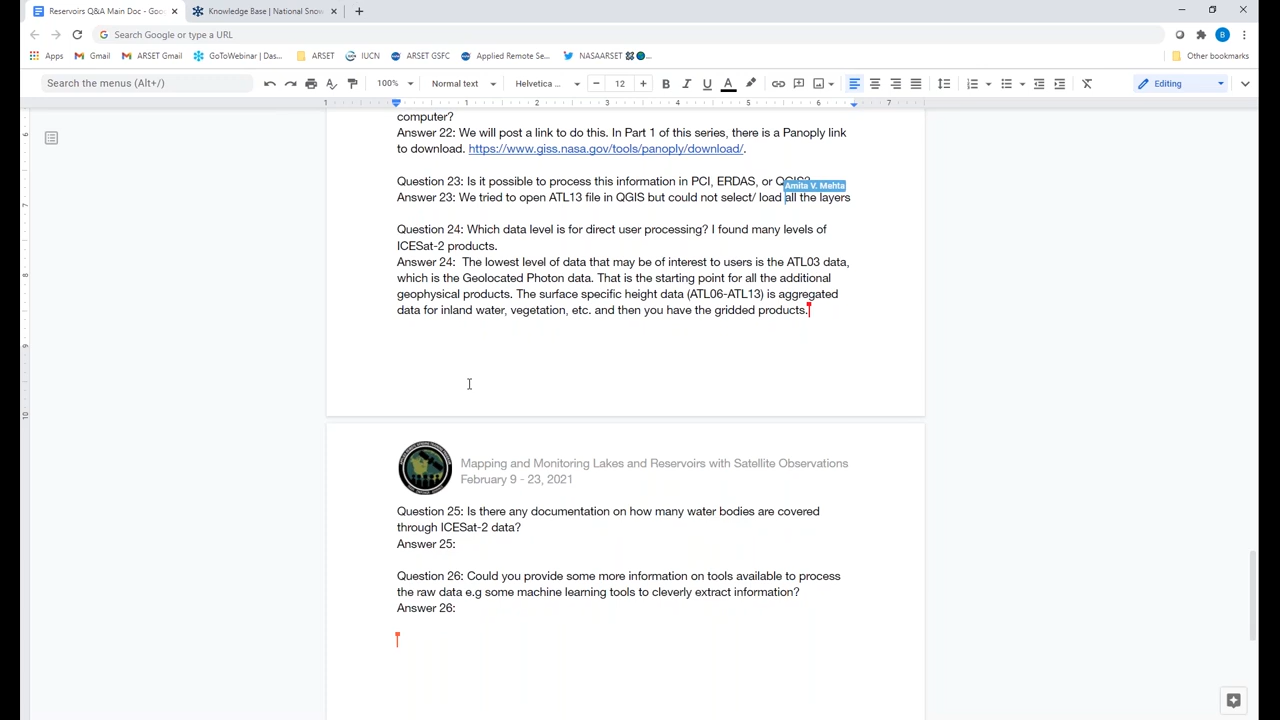 Reservoirs Q&A Main Doc - Goo
Knowledge Base | National Snow
Search Google or type a URL
Apps
Gmail
ARSET Gmail
GoToWebinar | Das...
ARSET
IUCN
ARSET GSFC
Applied Remote Se...
NASAARSET
Other bookmarks
Search the menus (Alt+/)
100%
Normal text
Helvetica ...
12
Editing
1 1 2 3 4 5 6 7
computer?
Answer 22: We will post a link to do this. In Part 1 of this series, there is a Panoply link
to download. https://www.giss.nasa.gov/tools/panoply/download/.
Question 23: Is it possible to process this information in PCI, ERDAS, or QGIS?
Amita V. Mehta
Answer 23: We tried to open ATL13 file in QGIS but could not select/ load all the layers
Question 24: Which data level is for direct user processing? I found many levels of
ICESat-2 products.
Answer 24:  The lowest level of data that may be of interest to users is the ATL03 data,
which is the Geolocated Photon data. That is the starting point for all the additional
geophysical products. The surface specific height data (ATL06-ATL13) is aggregated
data for inland water, vegetation, etc. and then you have the gridded products.
Mapping and Monitoring Lakes and Reservoirs with Satellite Observations
February 9 - 23, 2021
Question 25: Is there any documentation on how many water bodies are covered
through ICESat-2 data?
Answer 25:
Question 26: Could you provide some more information on tools available to process
the raw data e.g some machine learning tools to cleverly extract information?
Answer 26: